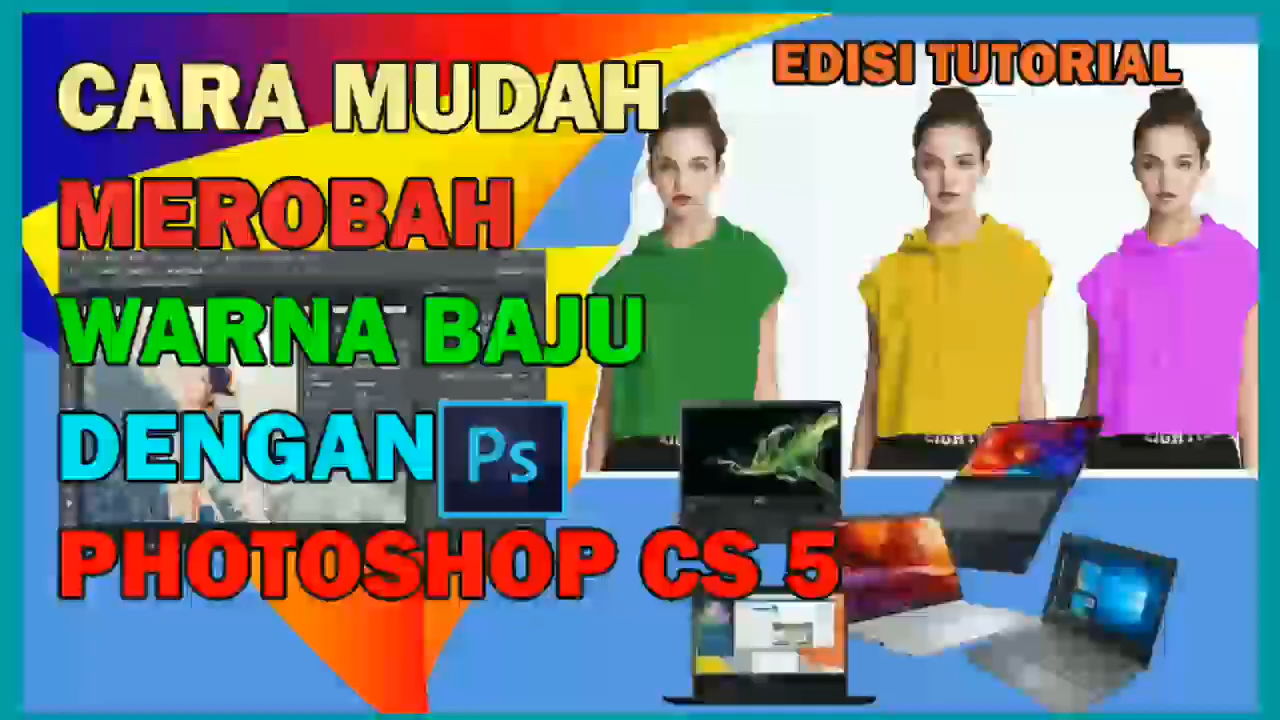 EDISI TUTORIAL
CARA MUDAH
MEROBAH
WARNA BAJU
DENGAN Ps
PHOTOSHOP CS 5